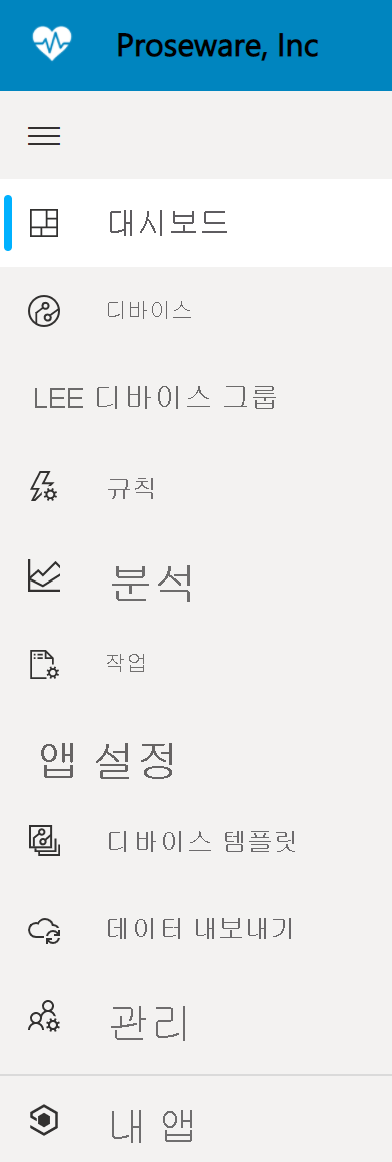 Proseware, Inc
대시보드
디바이스
LEE 디바이스 그룹
규칙
분석
작업
앱 설정
디바이스 템플릿
데이터 내보내기
관리
내 앱